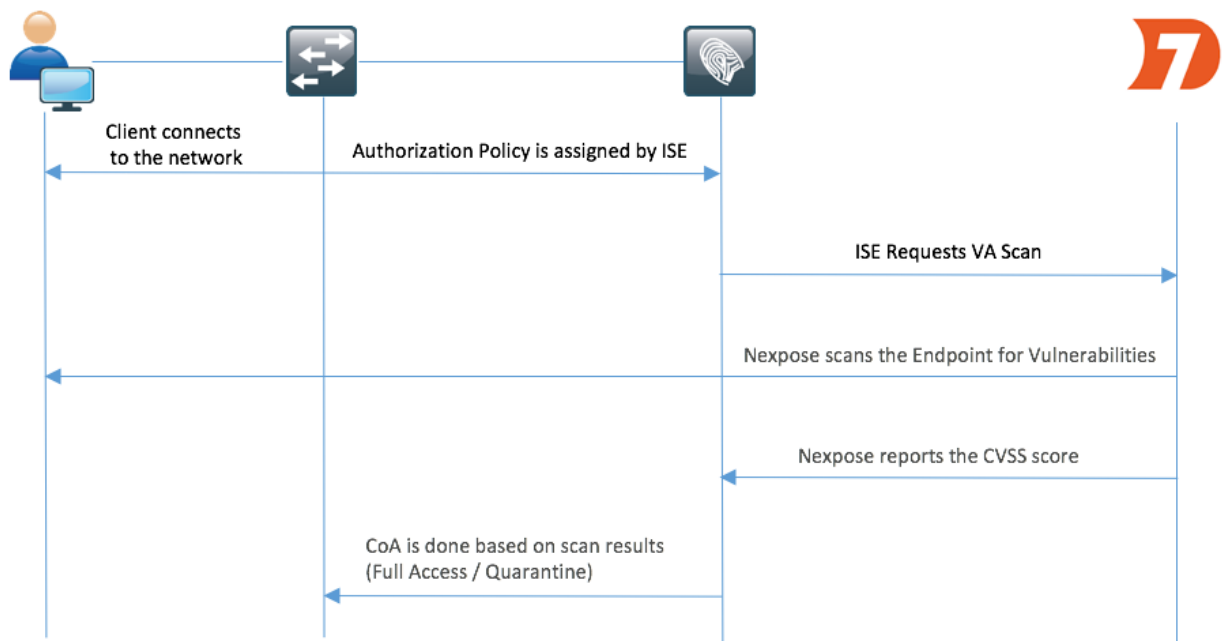 Client connects
to the network
Authorization Policy is assigned by ISE
ISE Requests VA Scan
Nexpose scans the Endpoint for Vulnerabilities
Nexpose reports the CVSS score
CoA is done based on scan results
(Full Access / Quarantine)